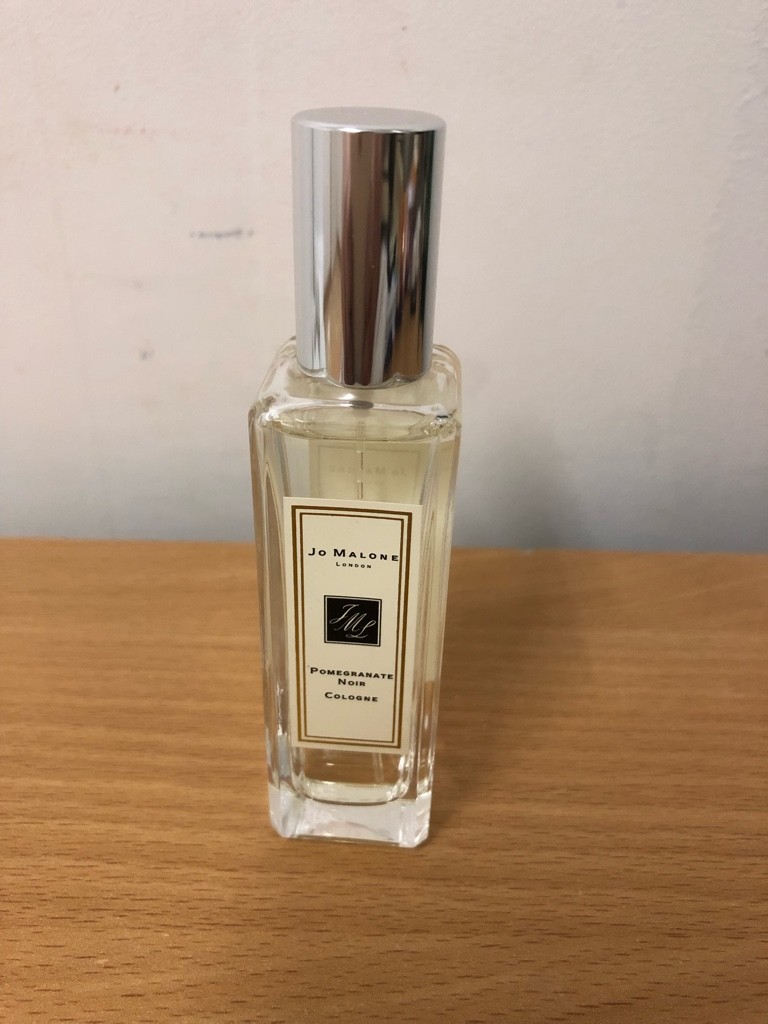 Jo Malone
London
JML
Pomegranate
Noir
Cologne